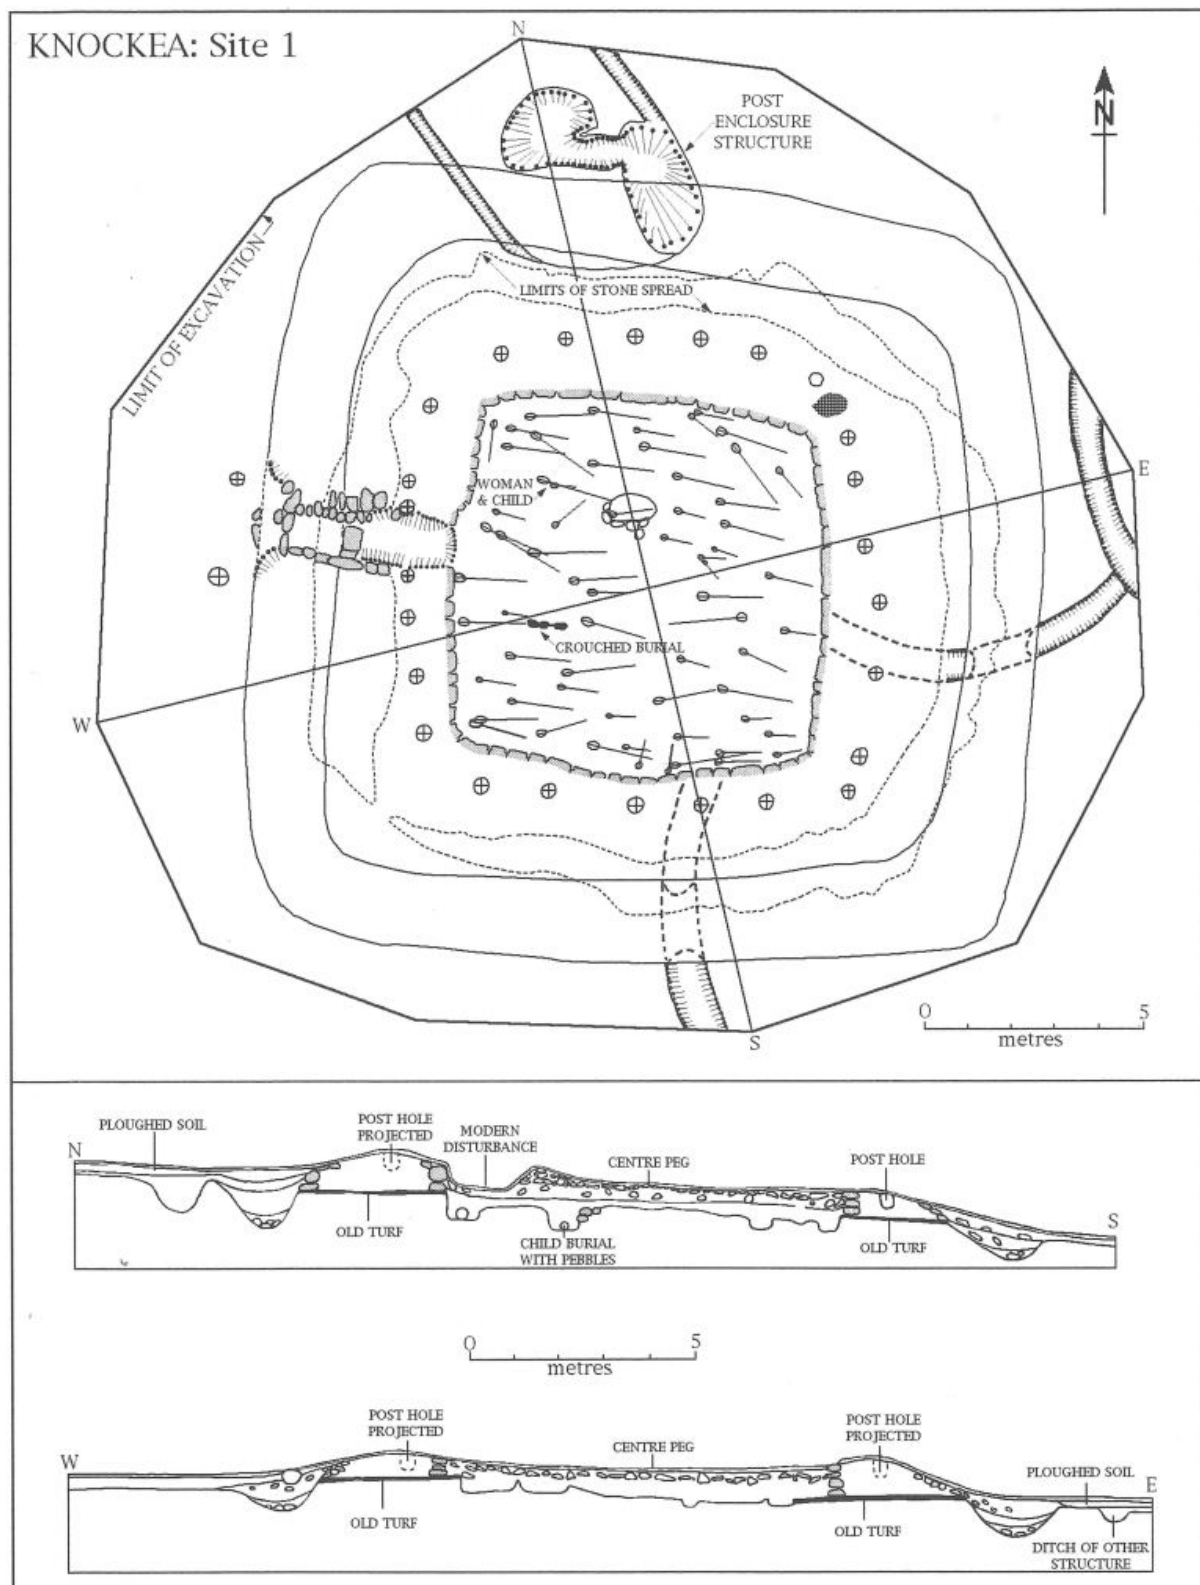 KNOCKEA: Site 1
N
POST
ENCLOSURE
STRUCTURE
N
LIMIT OF EXCAVATION
LIMITS OF STONE SPREAD
E
WOMAN
& CHILD
CROUCHED BURIAL
W
0 5
metres
S
PLOUGHED SOIL
POST HOLE
PROJECTED
MODERN
DISTURBANCE
CENTRE PEG
POST HOLE
N
S
OLD TURF
CHILD BURIAL
WITH PEBBLES
OLD TURF
0 5
metres
POST HOLE
PROJECTED
CENTRE PEG
POST HOLE
PROJECTED
W
PLOUGHED SOIL
E
OLD TURF
OLD TURF
DITCH OF OTHER
STRUCTURE